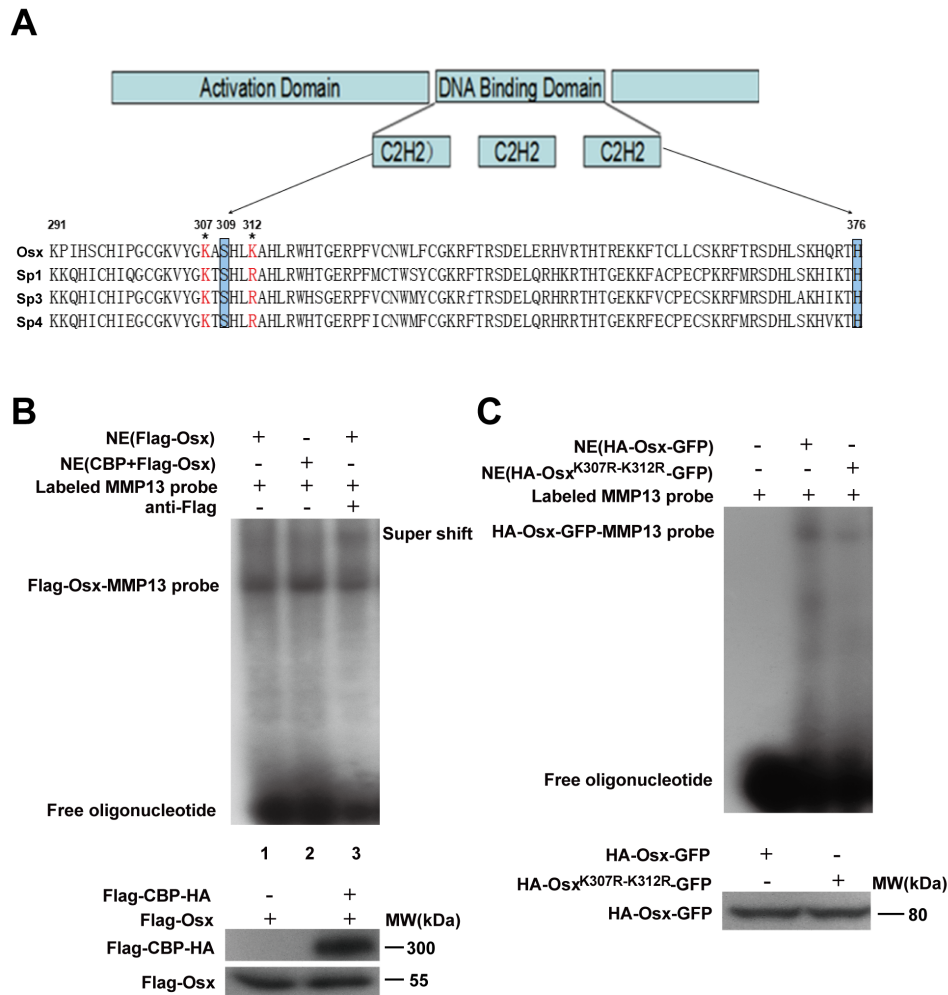 A
Activation Domain
DNA Binding Domain
C2H2)
C2H2
C2H2
291 307 309 312 376
* *
Osx KPIHSCHIPGCGKVYGKASHLKAHLRWHTGERPFVCNWLFCGKRFTRSDELERHVRTHTREKKFTCLLCSKRFTRSDHLSKHQRTH
Sp1 KKQHICHIQGCGKVYGKTSHLRAHLRWHTGERPFMCTWSYCGKRFTRSDELQRHKRTHTGEKKFACPECPKRFMRSDHLSKHIKTH
Sp3 KKQHICHIPGCGKVYGKTSHLRAHLRWHSGERPFVCNWMYCGKRfTRSDELQRHRRTHTGEKKFVCPECSKRFMRSDHLAKHIKTH
Sp4 KKQHICHIEGCGKVYGKTSHLRAHLRWHTGERPFICNWMFCGKRFTRSDELQRHRRTHTGEKRFECPECSKRFMRSDHLSKHVKTH
B
NE(Flag-Osx) + - +
NE(CBP+Flag-Osx) - + -
Labeled MMP13 probe + + +
anti-Flag - - +
Super shift
Flag-Osx-MMP13 probe
Free oligonucleotide
1 2 3
Flag-CBP-HA - +
Flag-Osx + + MW(kDa)
Flag-CBP-HA 300
Flag-Osx 55
C
NE(HA-Osx-GFP) - + -
NE(HA-OsxK307R-K312R-GFP) - - +
Labeled MMP13 probe + + +
HA-Osx-GFP-MMP13 probe
Free oligonucleotide
HA-Osx-GFP + -
HA-OsxK307R-K312R-GFP - + MW(kDa)
HA-Osx-GFP 80